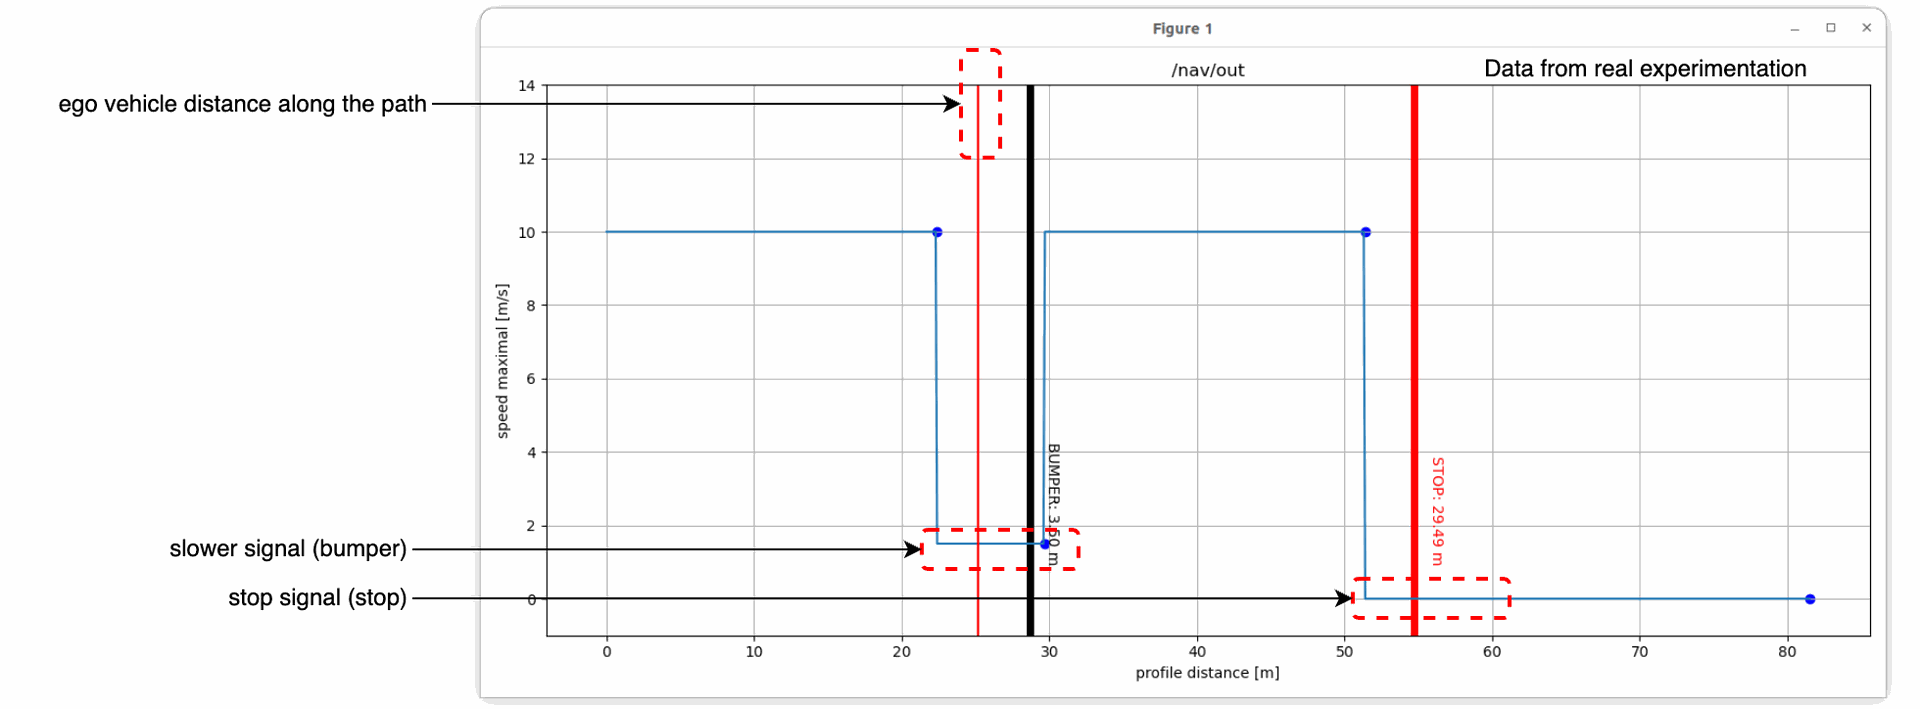 Figure 1
/nav/out
Data from real experimentation
ego vehicle distance along the path
14
12
10
8
6
4
2
0
speed maximal [m/s]
BUMPER: 3.60 m
STOP: 29.49 m
slower signal (bumper)
stop signal (stop)
0 10 20 30 40 50 60 70 80
profile distance [m]